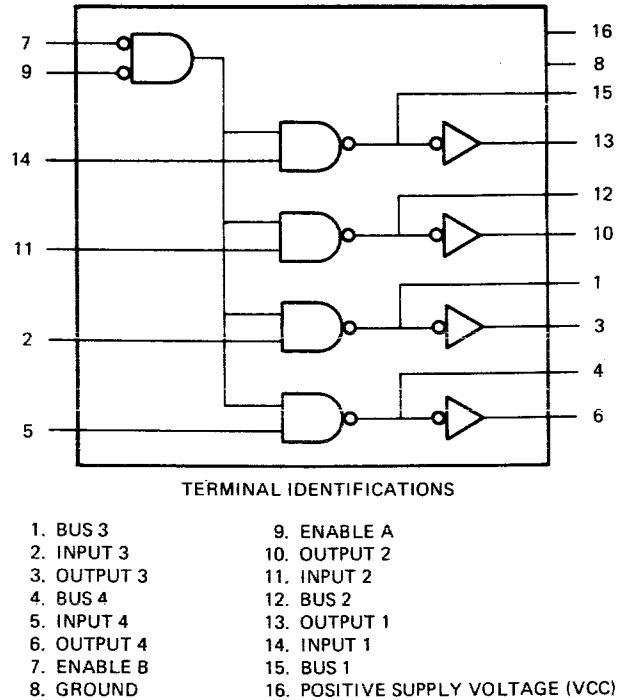 7
9
14
11
2
5
16
8
15
13
12
10
1
3
4
6
TERMINAL IDENTIFICATIONS
1. BUS 3
2. INPUT 3
3. OUTPUT 3
4. BUS 4
5. INPUT 4
6. OUTPUT 4
7. ENABLE B
8. GROUND
9. ENABLE A
10. OUTPUT 2
11. INPUT 2
12. BUS 2
13. OUTPUT 1
14. INPUT 1
15. BUS 1
16. POSITIVE SUPPLY VOLTAGE (VCC)